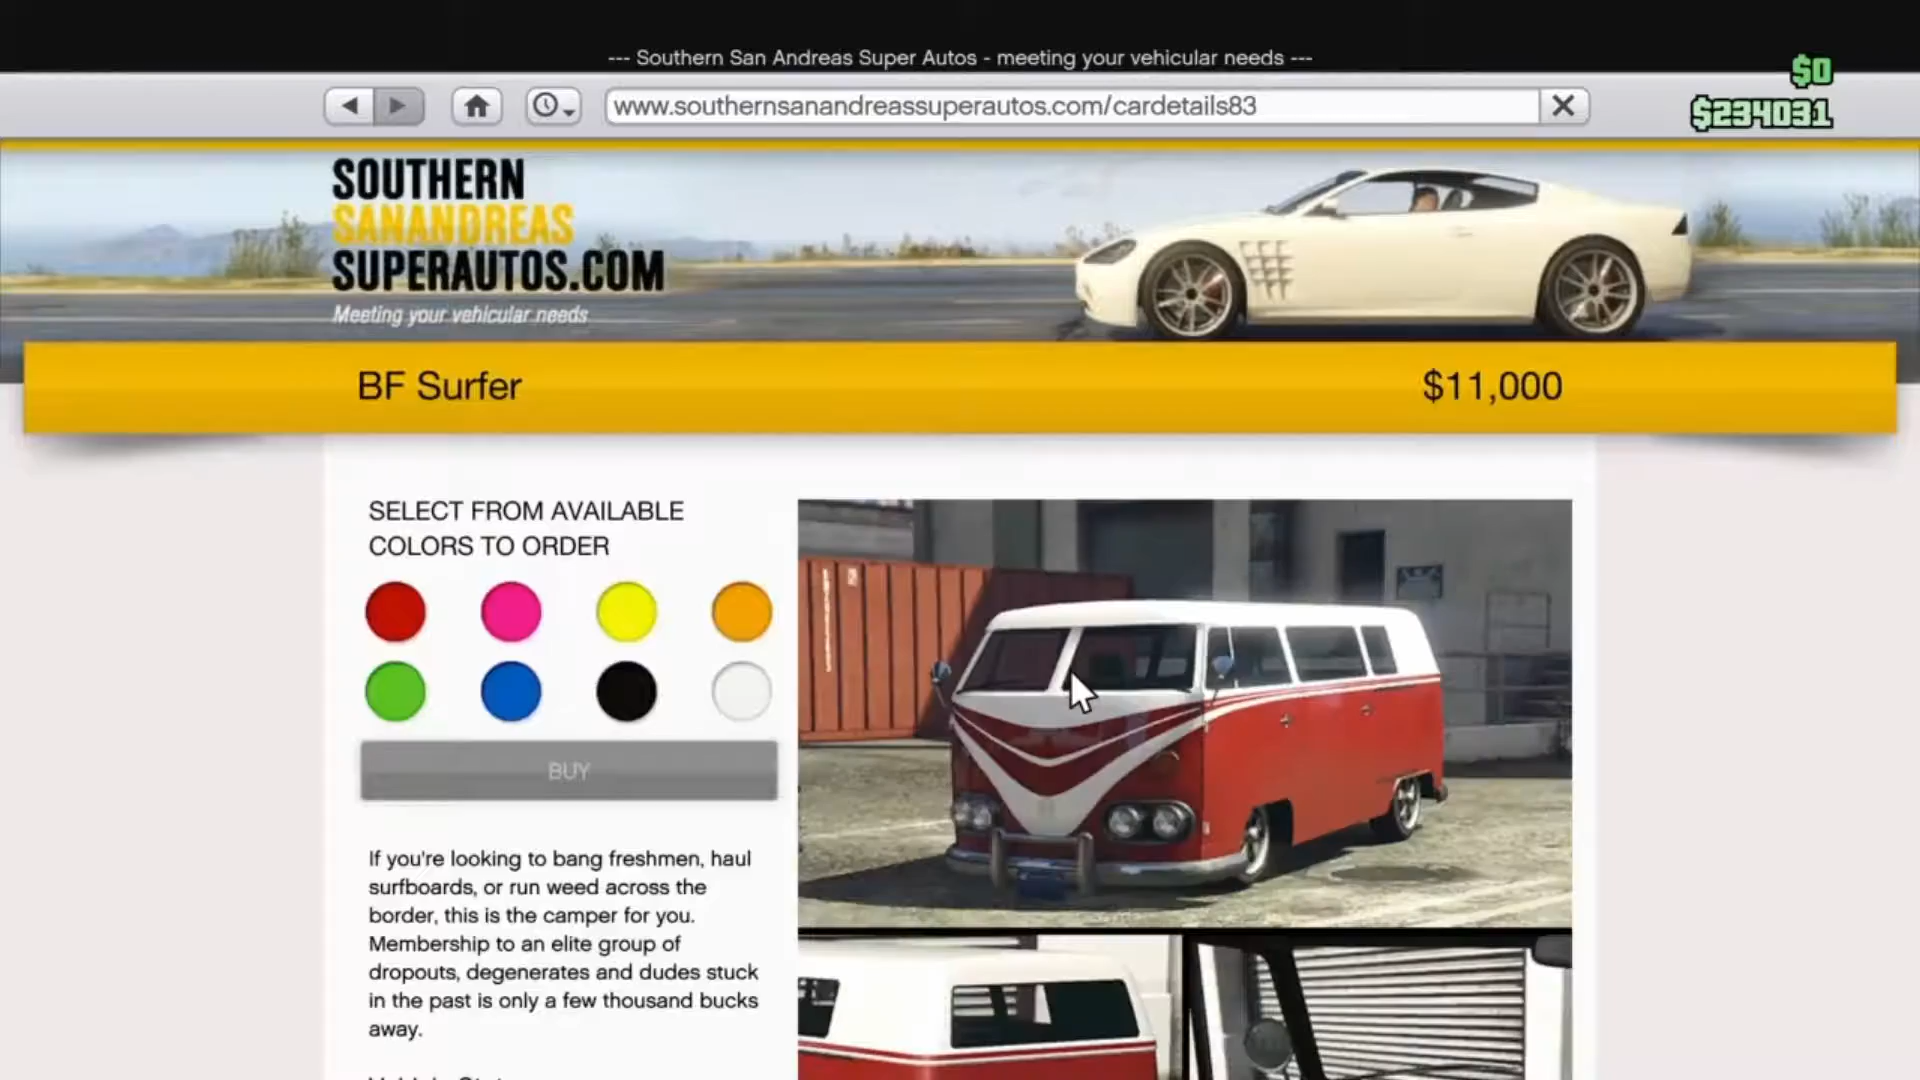 --- Southern San Andreas Super Autos - meeting your vehicular needs ---
$0
www.southernsanandreassuperautos.com/cardetails83
$234031
SOUTHERN
SANANDREAS
SUPERAUTOS.COM
Meeting your vehicular needs
BF Surfer
$11,000
SELECT FROM AVAILABLE
COLORS TO ORDER
BUY
If you're looking to bang freshmen, haul
surfboards, or run weed across the
border, this is the camper for you.
Membership to an elite group of
dropouts, degenerates and dudes stuck
in the past is only a few thousand bucks
away.